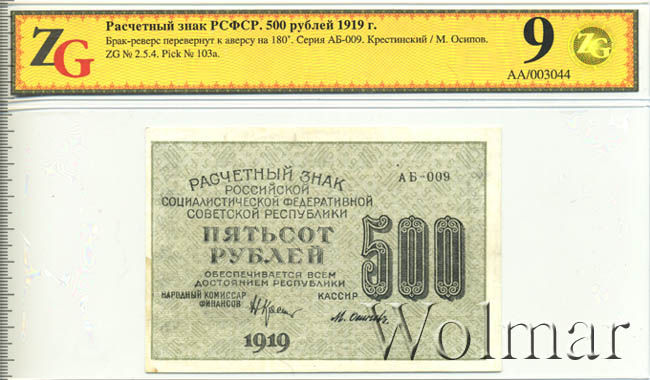 ZG
Расчетный знак РСФСР. 500 рублей 1919 г.
Брак-реверс перевернут к аверсу на 180°. Серия АБ-009. Крестинский / М. Осипов.
ZG № 2.5.4. Pick № 103a.
9
ZG
AA/003044
РАСЧЕТНЫЙ ЗНАК
РОССИЙСКОЙ
СОЦИАЛИСТИЧЕСКОЙ ФЕДЕРАТИВНОЙ
СОВЕТСКОЙ РЕСПУБЛИКИ
АБ-009
ПЯТЬСОТ
РУБЛЕЙ
500
ОБЕСПЕЧИВАЕТСЯ ВСЕМ
ДОСТОЯНИЕМ РЕСПУБЛИКИ
НАРОДНЫЙ КОМИССАР
ФИНАНСОВ
КАССИР
1919
Wolmar